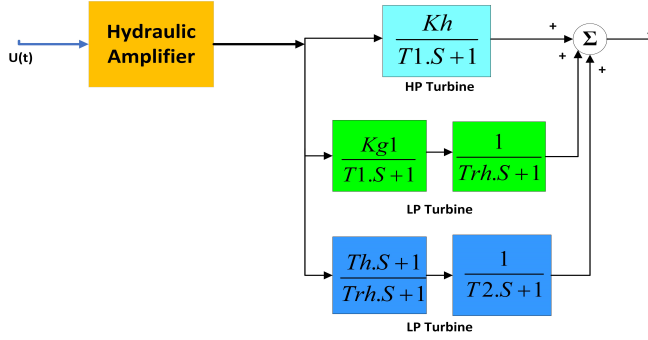 U(t)
Hydraulic
Amplifier
Kh
T1.S+1
HP Turbine
+
+
+
Σ
Kg1
T1.S+1
1
Trh.S+1
LP Turbine
Th.S+1
Trh.S+1
1
T2.S+1
LP Turbine